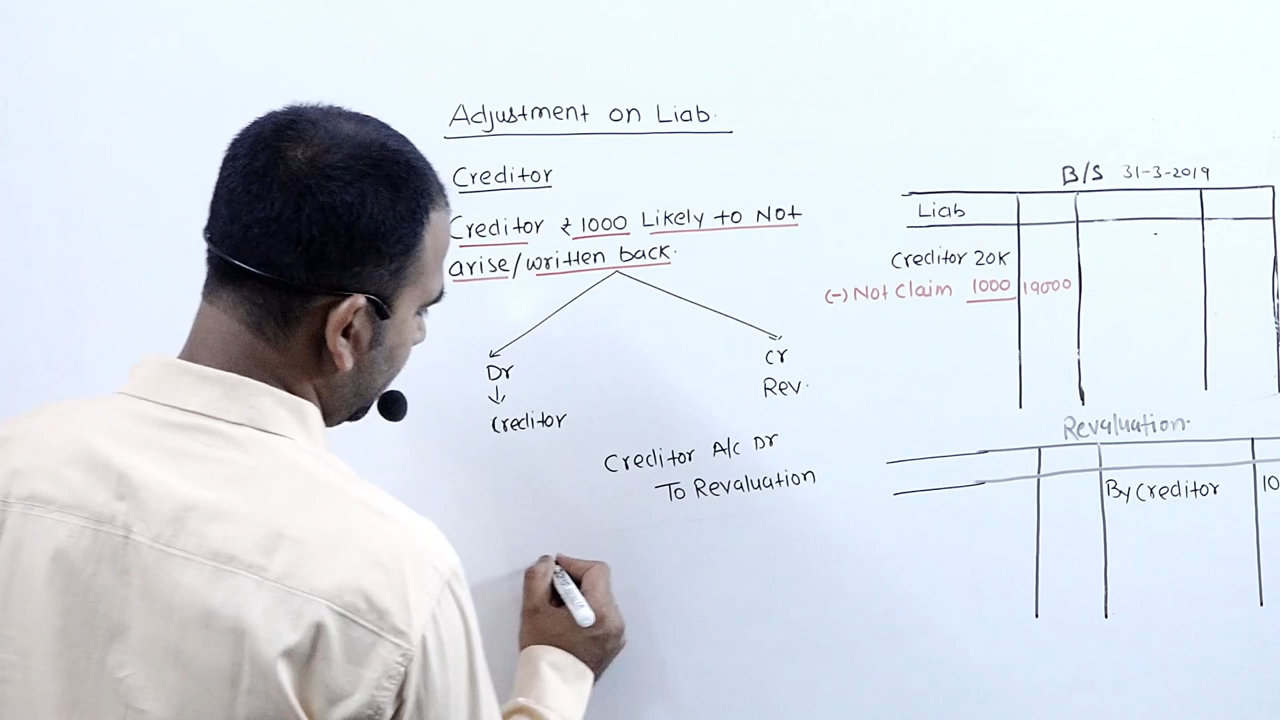 Adjustment on Liab.
Creditor
Creditor ₹ 1000 Likely to Not
arise/written back.
Dr
Creditor
Cr
Rev.
Creditor A/c Dr
To Revaluation
B/S 31-3-2019
Liab
Creditor 20K
(-) Not Claim 1000 19000
Revaluation
By Creditor 10